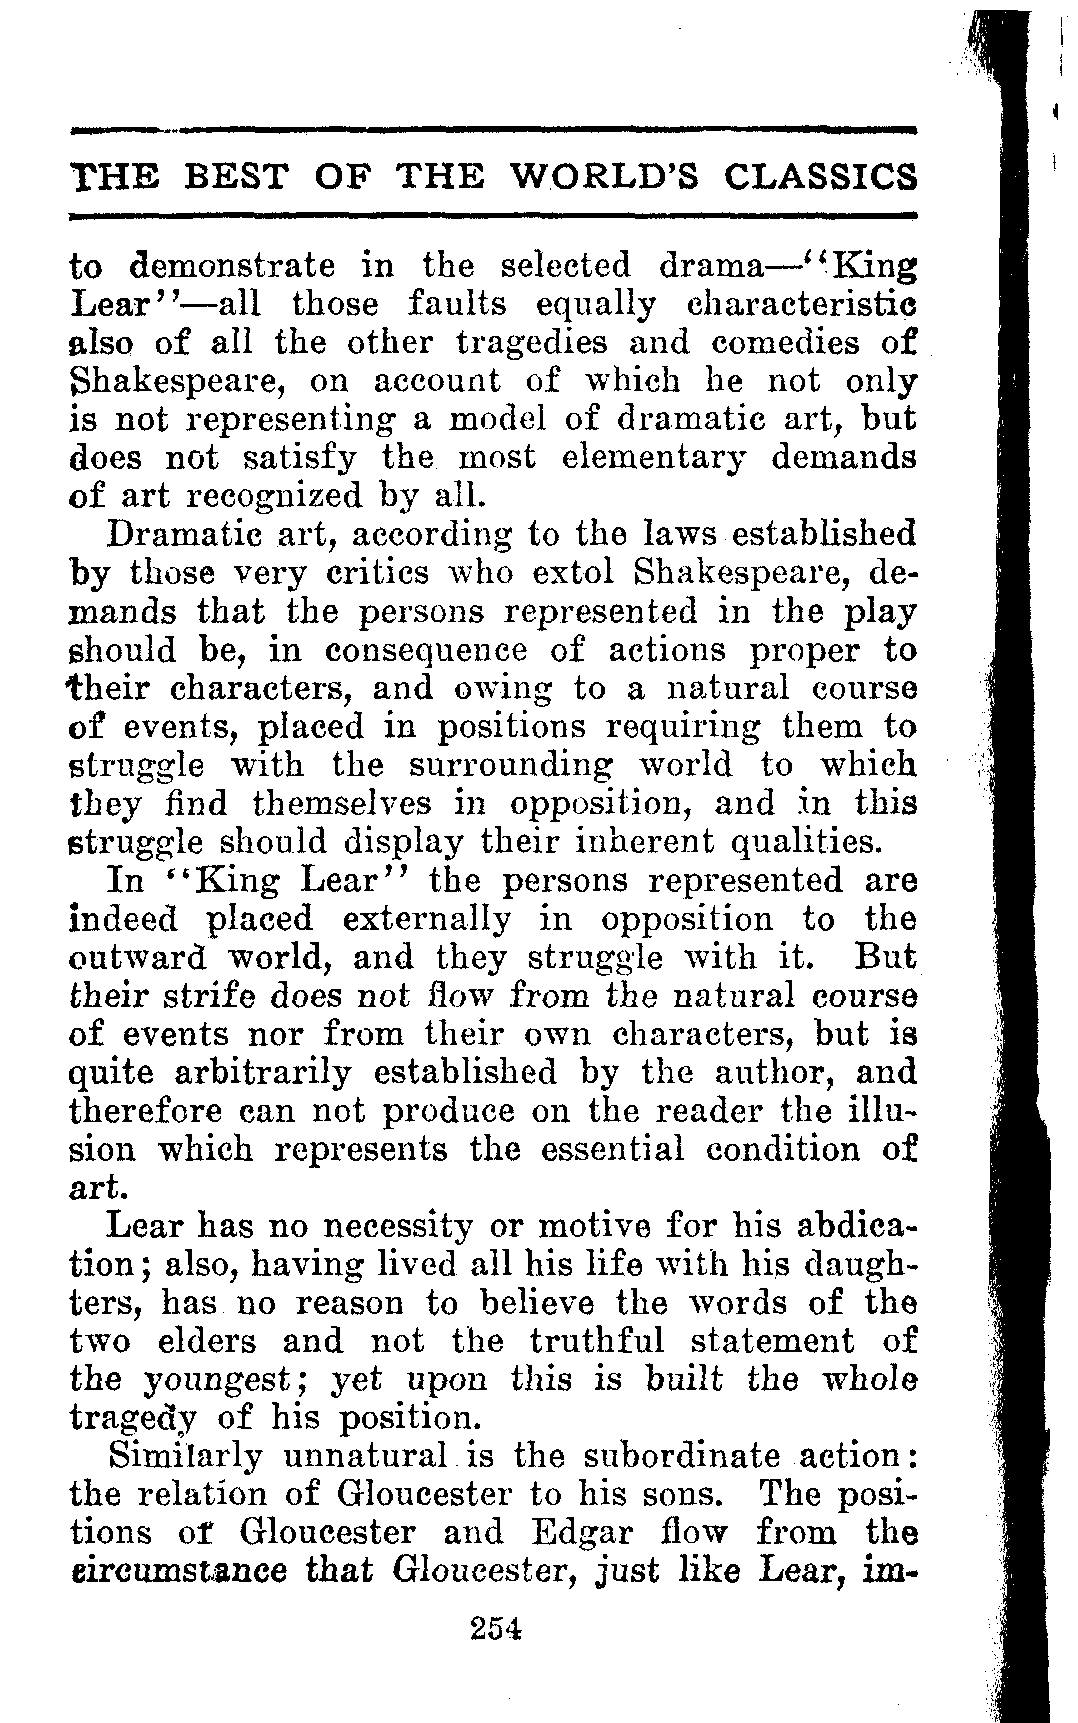 THE BEST OF THE WORLD'S CLASSICS
to demonstrate in the selected drama—"King
Lear"—all those faults equally characteristic
also of all the other tragedies and comedies of
Shakespeare, on account of which he not only
is not representing a model of dramatic art, but
does not satisfy the most elementary demands
of art recognized by all.
Dramatic art, according to the laws established
by those very critics who extol Shakespeare, de-
mands that the persons represented in the play
should be, in consequence of actions proper to
their characters, and owing to a natural course
of events, placed in positions requiring them to
struggle with the surrounding world to which
they find themselves in opposition, and in this
struggle should display their inherent qualities.
In "King Lear" the persons represented are
indeed placed externally in opposition to the
outward world, and they struggle with it. But
their strife does not flow from the natural course
of events nor from their own characters, but is
quite arbitrarily established by the author, and
therefore can not produce on the reader the illu-
sion which represents the essential condition of
art.
Lear has no necessity or motive for his abdica-
tion; also, having lived all his life with his daugh-
ters, has no reason to believe the words of the
two elders and not the truthful statement of
the youngest; yet upon this is built the whole
tragedy of his position.
Similarly unnatural is the subordinate action:
the relation of Gloucester to his sons. The posi-
tions of Gloucester and Edgar flow from the
circumstance that Gloucester, just like Lear, im-
254